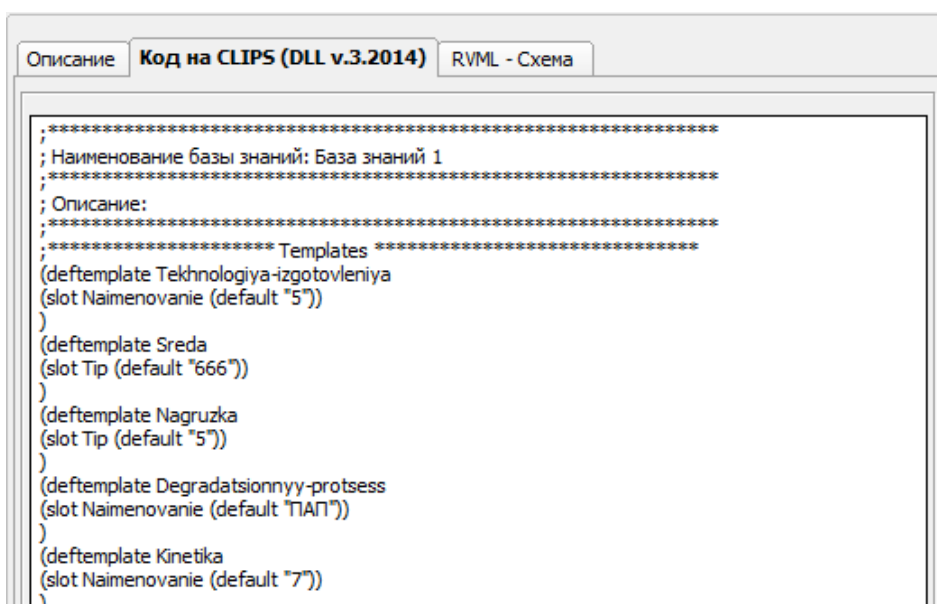 Описание Код на CLIPS (DLL v.3.2014) RVML - Схема
;**************************************************************
; Наименование базы знаний: База знаний 1
;**************************************************************
; Описание:
;**************************************************************
;********************* Templates ******************************
(deftemplate Tekhnologiya-izgotovleniya
(slot Naimenovanie (default "5"))
)
(deftemplate Sreda
(slot Tip (default "666"))
)
(deftemplate Nagruzka
(slot Tip (default "5"))
)
(deftemplate Degradatsionnyy-protsess
(slot Naimenovanie (default "ПАП"))
)
(deftemplate Kinetika
(slot Naimenovanie (default "7"))
)